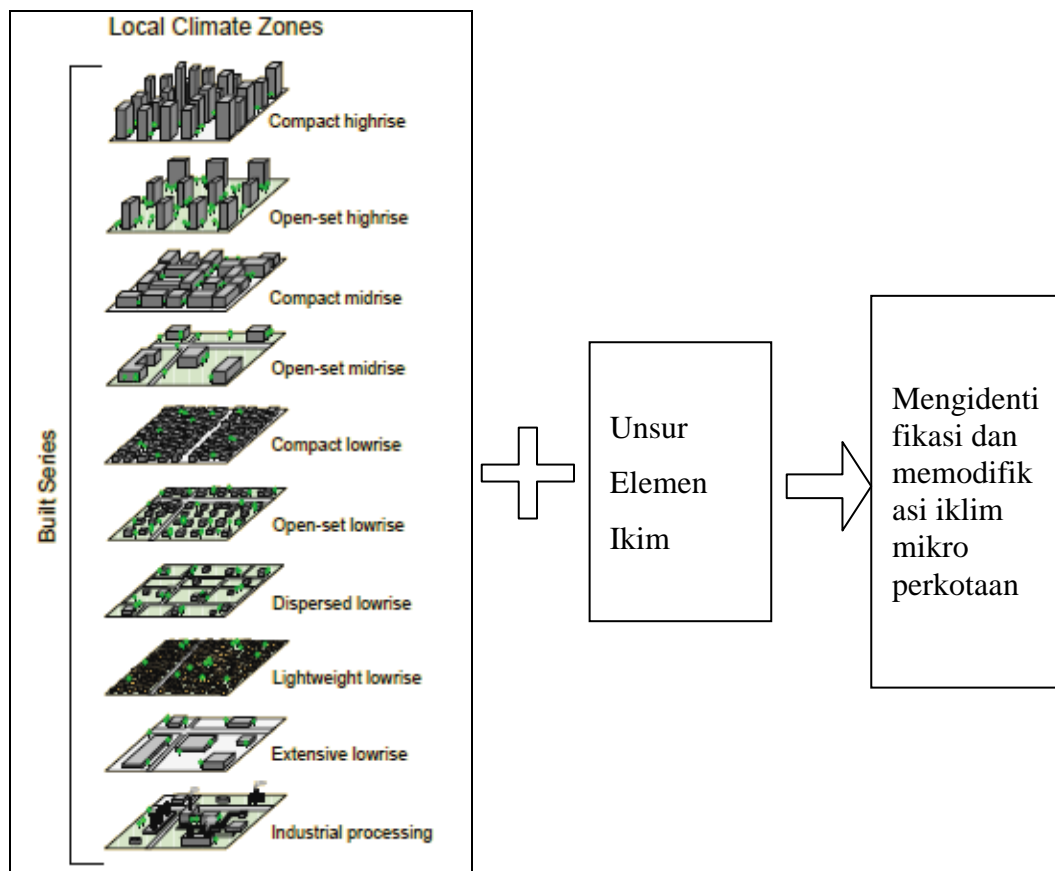 Local Climate Zones
Built Series
Compact highrise
Open-set highrise
Compact midrise
Open-set midrise
Compact lowrise
Open-set lowrise
Dispersed lowrise
Lightweight lowrise
Extensive lowrise
Industrial processing
Unsur
Elemen
Ikim
Mengidenti
fikasi dan
memodifik
asi iklim
mikro
perkotaan